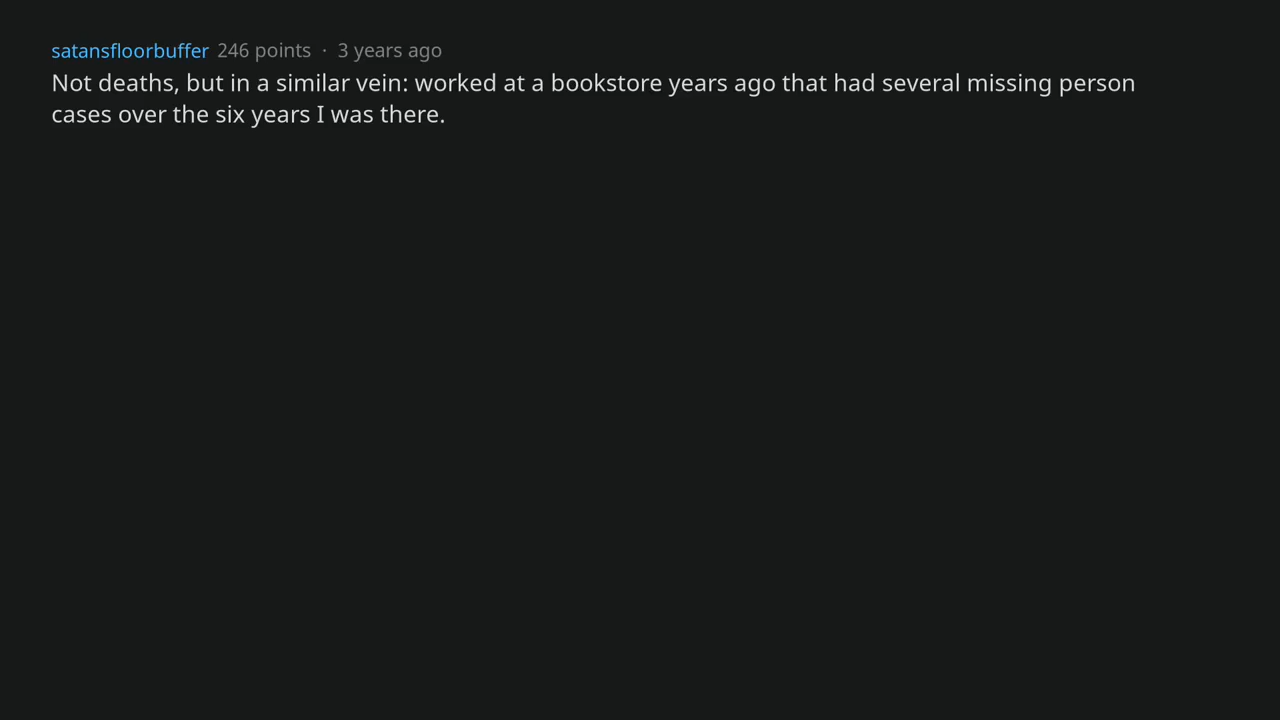 satansfloorbuffer 246 points · 3 years ago
Not deaths, but in a similar vein: worked at a bookstore years ago that had several missing person
cases over the six years I was there.